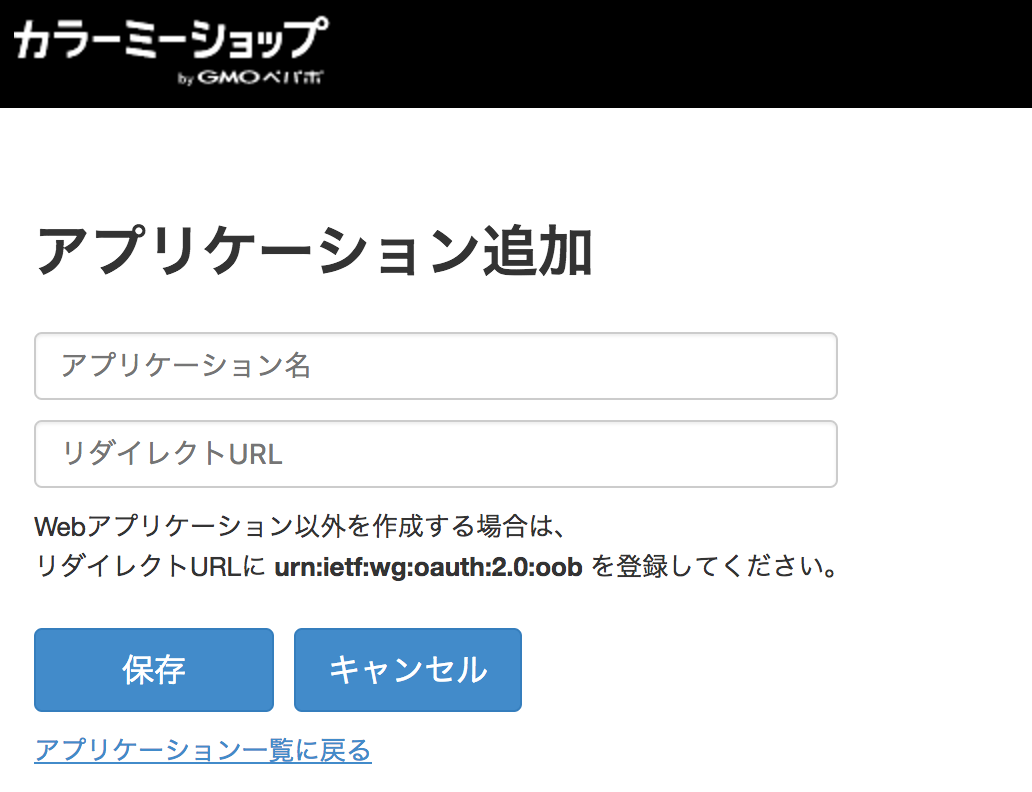 カラーミーショップ
by GMOペパボ
アプリケーション追加
アプリケーション名
リダイレクトURL
Webアプリケーション以外を作成する場合は、
リダイレクトURLに urn:ietf:wg:oauth:2.0:oob を登録してください。
保存 キャンセル
アプリケーション一覧に戻る